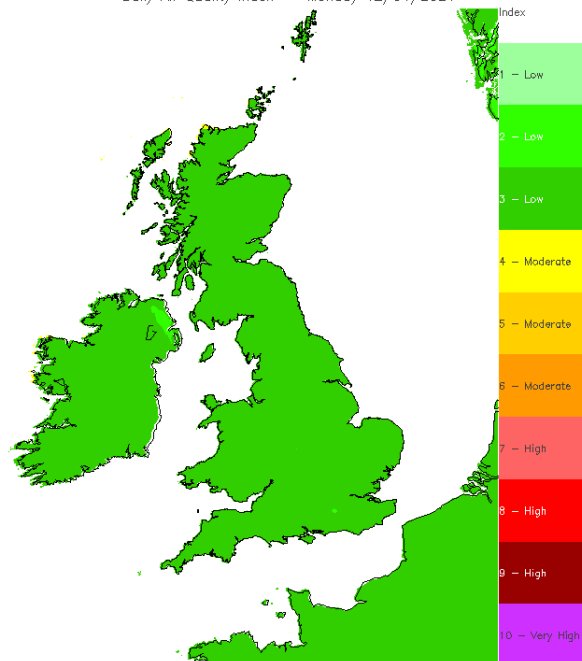 Index
1 - Low
2 - Low
3 - Low
4 - Moderate
5 - Moderate
6 - Moderate
7 - High
8 - High
9 - High
10 - Very High